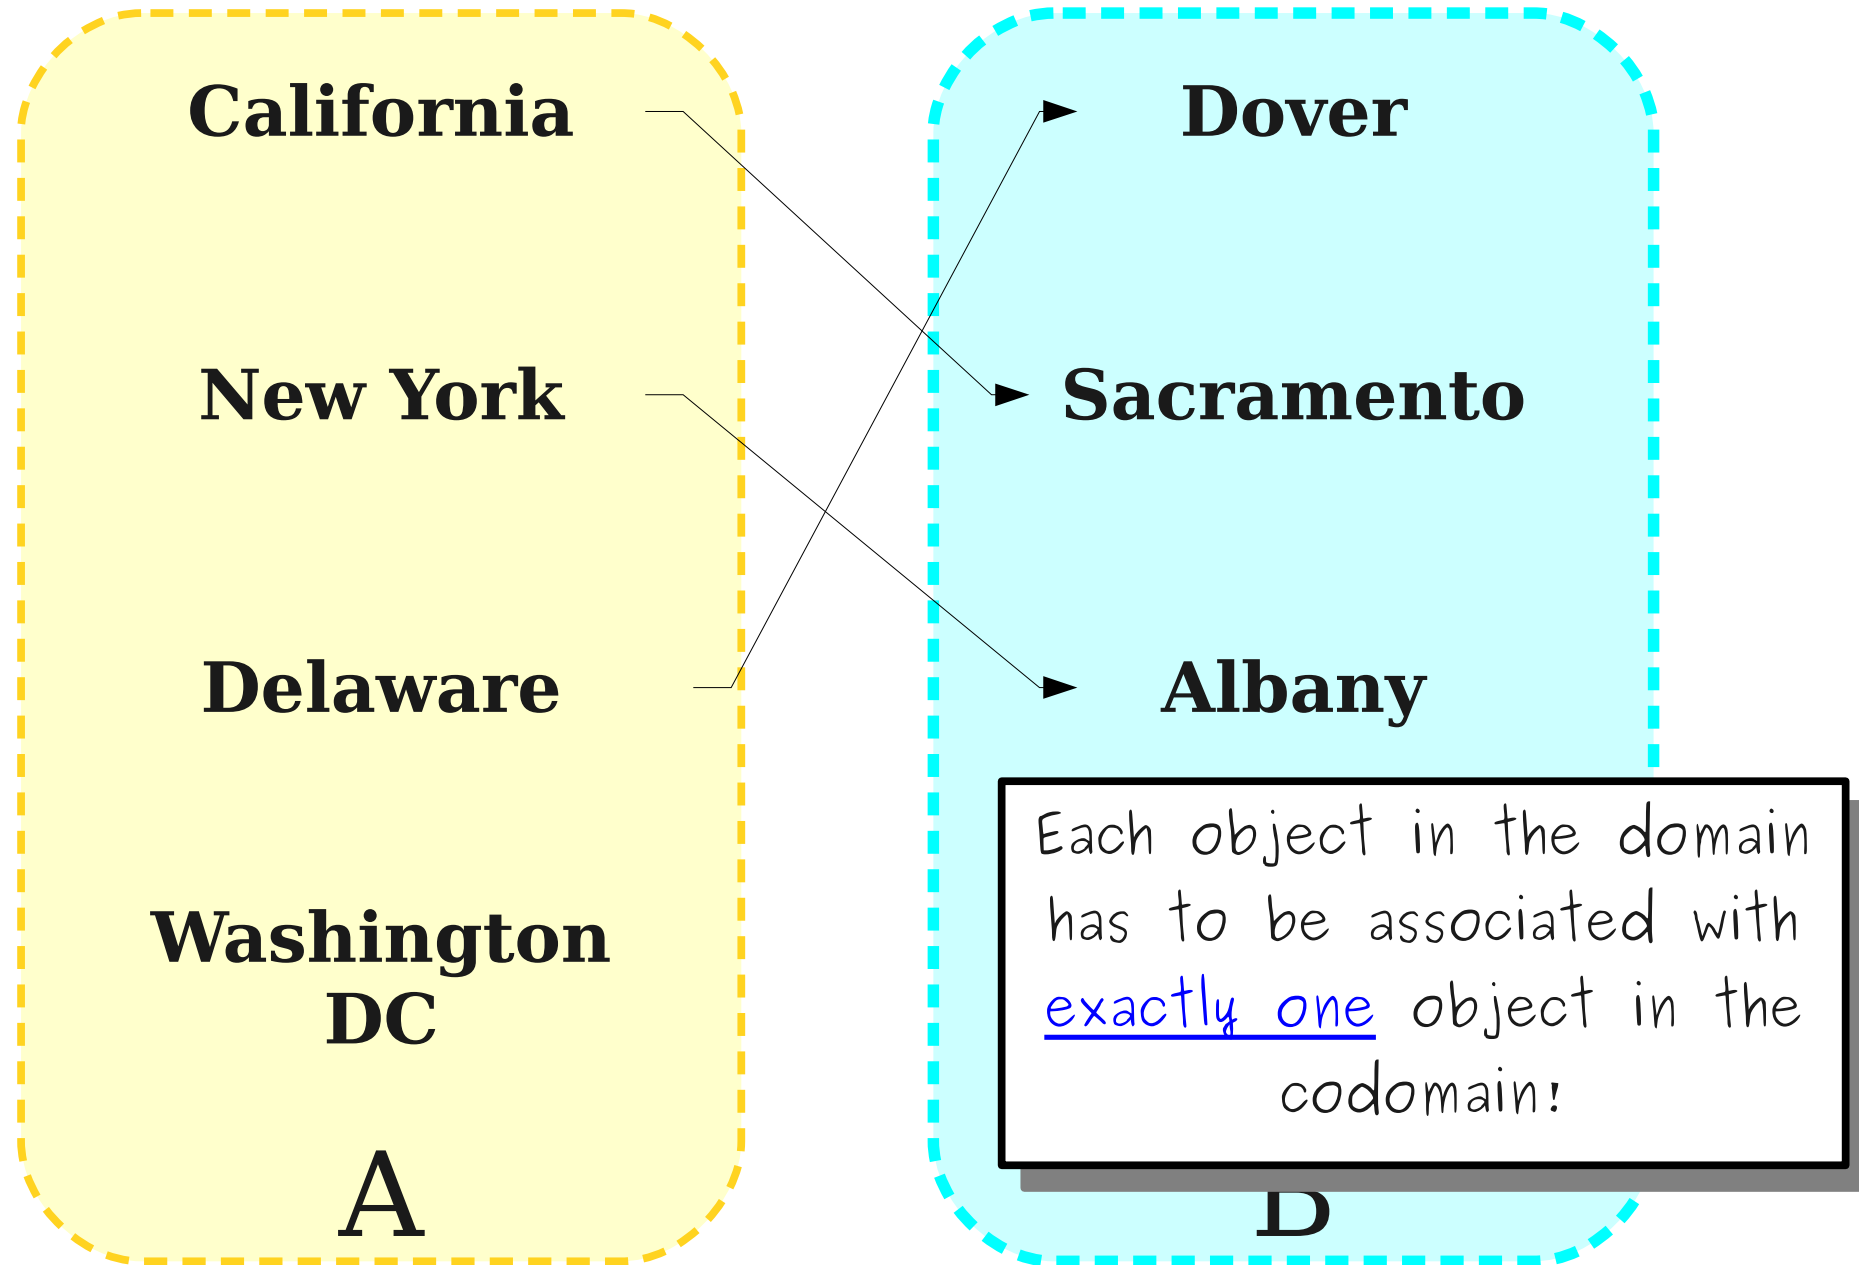 California
New York
Delaware
Washington
DC
A
Dover
Sacramento
Albany
Each object in the domain
has to be associated with
exactly one object in the
codomain!
B